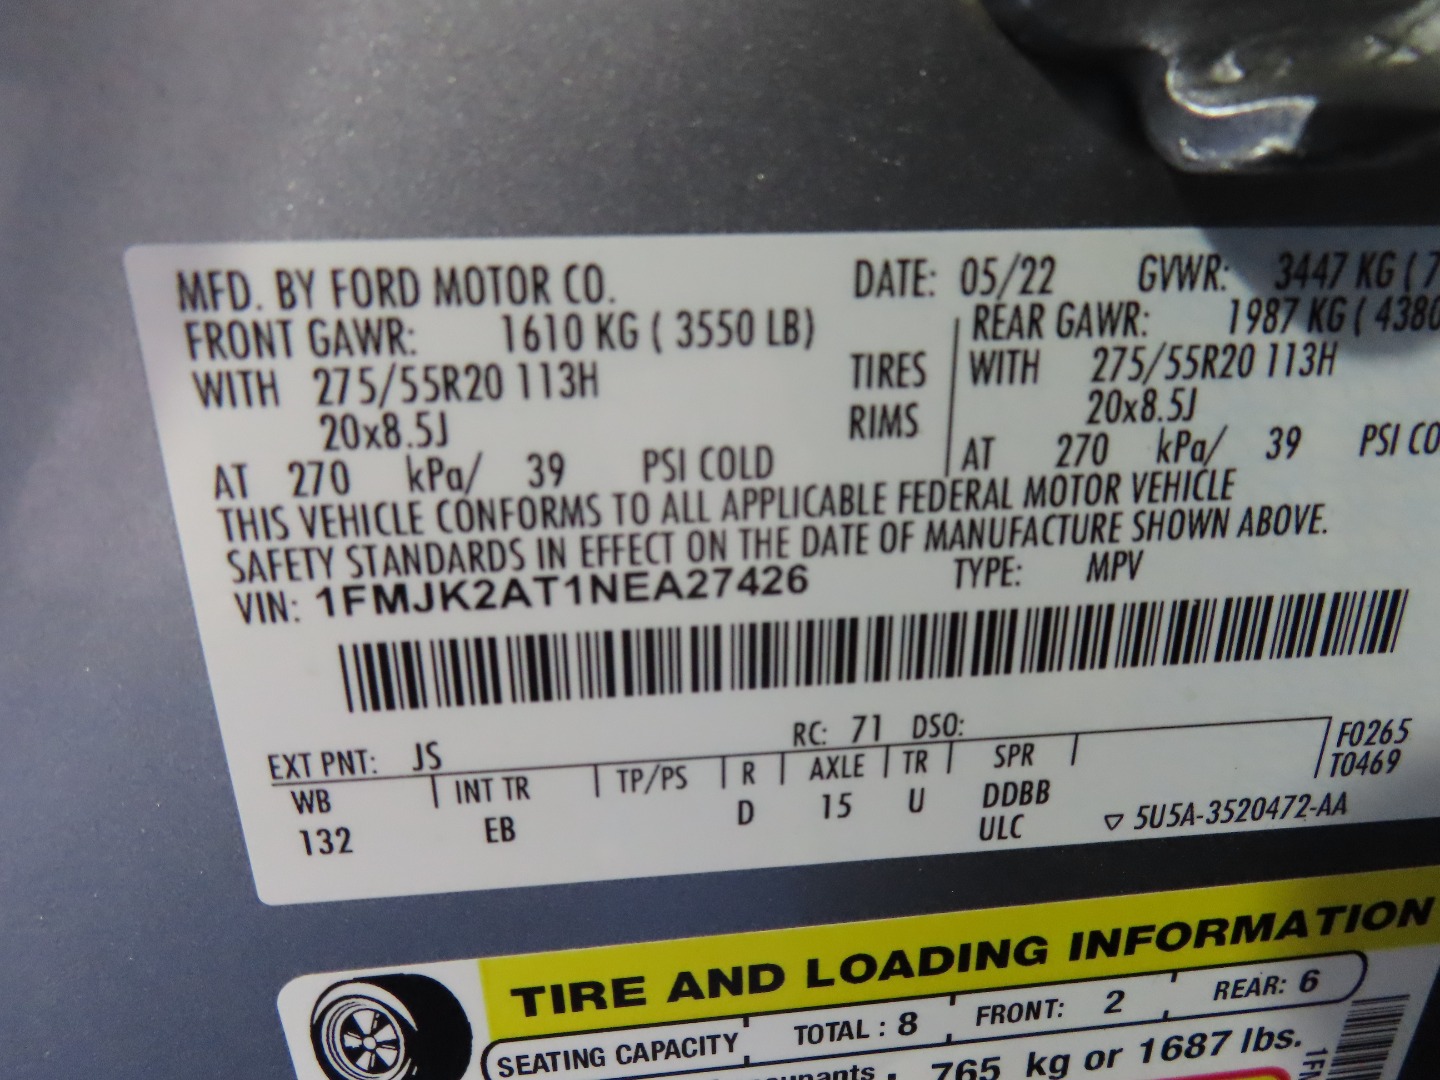 MFD. BY FORD MOTOR CO. DATE: 05/22 GVWR: 3447 KG ( 7
FRONT GAWR: 1610 KG ( 3550 LB) REAR GAWR: 1987 KG ( 4380
WITH 275/55R20 113H TIRES WITH 275/55R20 113H
20x8.5J RIMS 20x8.5J
AT 270 kPa/ 39 PSI COLD AT 270 kPa/ 39 PSI CO
THIS VEHICLE CONFORMS TO ALL APPLICABLE FEDERAL MOTOR VEHICLE
SAFETY STANDARDS IN EFFECT ON THE DATE OF MANUFACTURE SHOWN ABOVE.
VIN: 1FMJK2AT1NEA27426 TYPE: MPV
EXT PNT: JS RC: 71 DSO: F0265
WB INT TR TP/PS R AXLE TR SPR T0469
132 EB D 15 U DDBB
ULC ▽ 5U5A-3520472-AA
TIRE AND LOADING INFORMATION
SEATING CAPACITY TOTAL : 8 FRONT: 2 REAR: 6
765 kg or 1687 lbs.
1FM